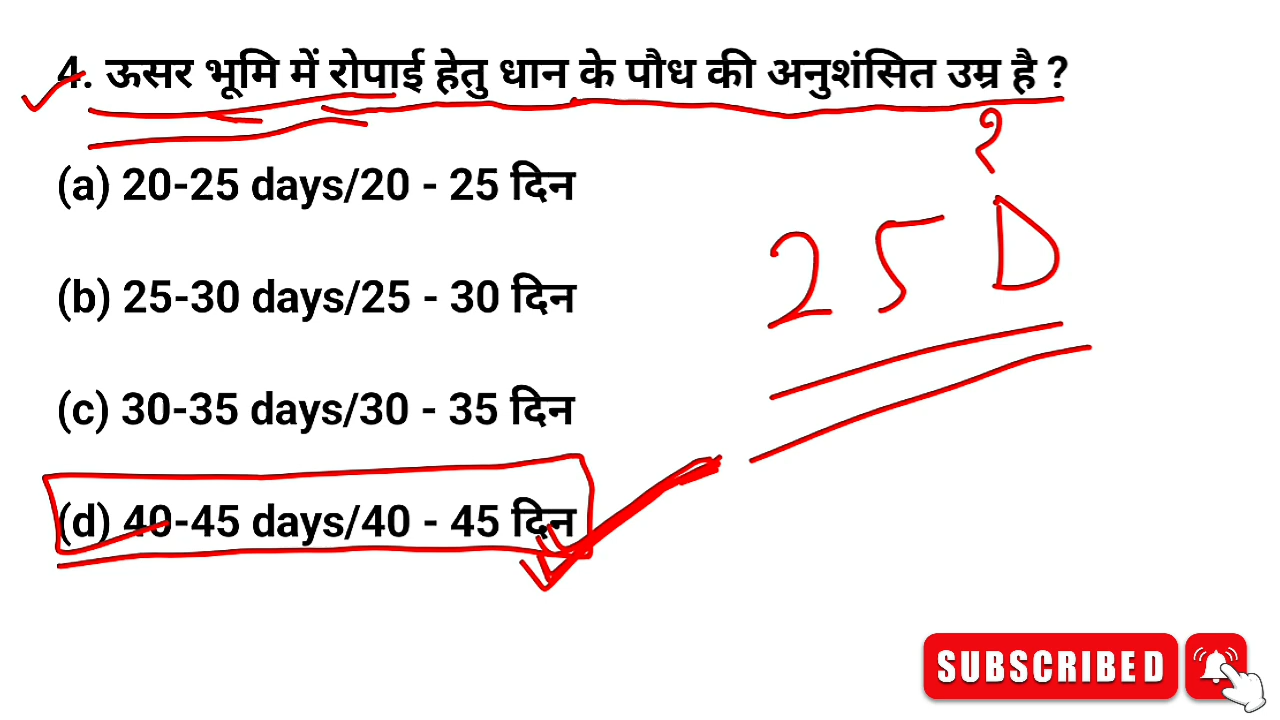 4. ऊसर भूमि में रोपाई हेतु धान के पौध की अनुशंसित उम्र है ?
?
(a) 20-25 days/20 - 25 दिन
25 D
(b) 25-30 days/25 - 30 दिन
(c) 30-35 days/30 - 35 दिन
(d) 40-45 days/40 - 45 दिन
SUBSCRIBED